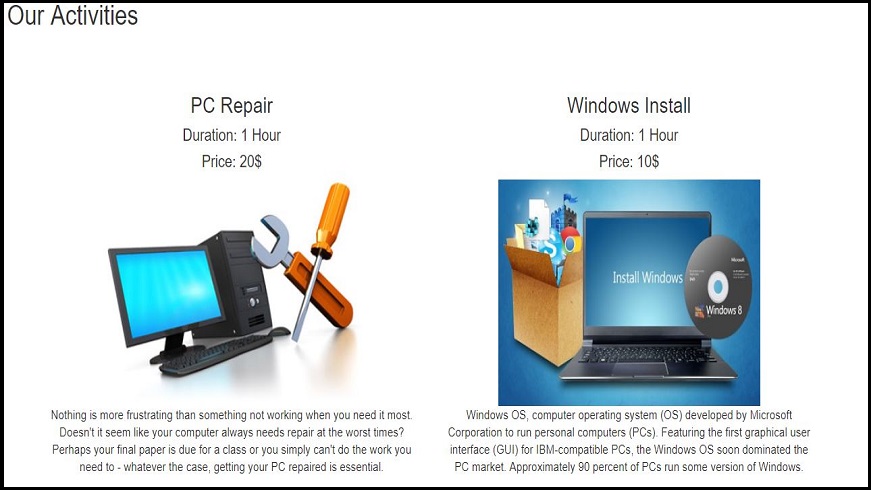 Our Activities
PC Repair
Duration: 1 Hour
Price: 20$
Nothing is more frustrating than something not working when you need it most.
Doesn't it seem like your computer always needs repair at the worst times?
Perhaps your final paper is due for a class or you simply can't do the work you
need to - whatever the case, getting your PC repaired is essential.
Windows Install
Duration: 1 Hour
Price: 10$
Install Windows
Microsoft
Windows 8
Windows OS, computer operating system (OS) developed by Microsoft
Corporation to run personal computers (PCs). Featuring the first graphical user
interface (GUI) for IBM-compatible PCs, the Windows OS soon dominated the
PC market. Approximately 90 percent of PCs run some version of Windows.